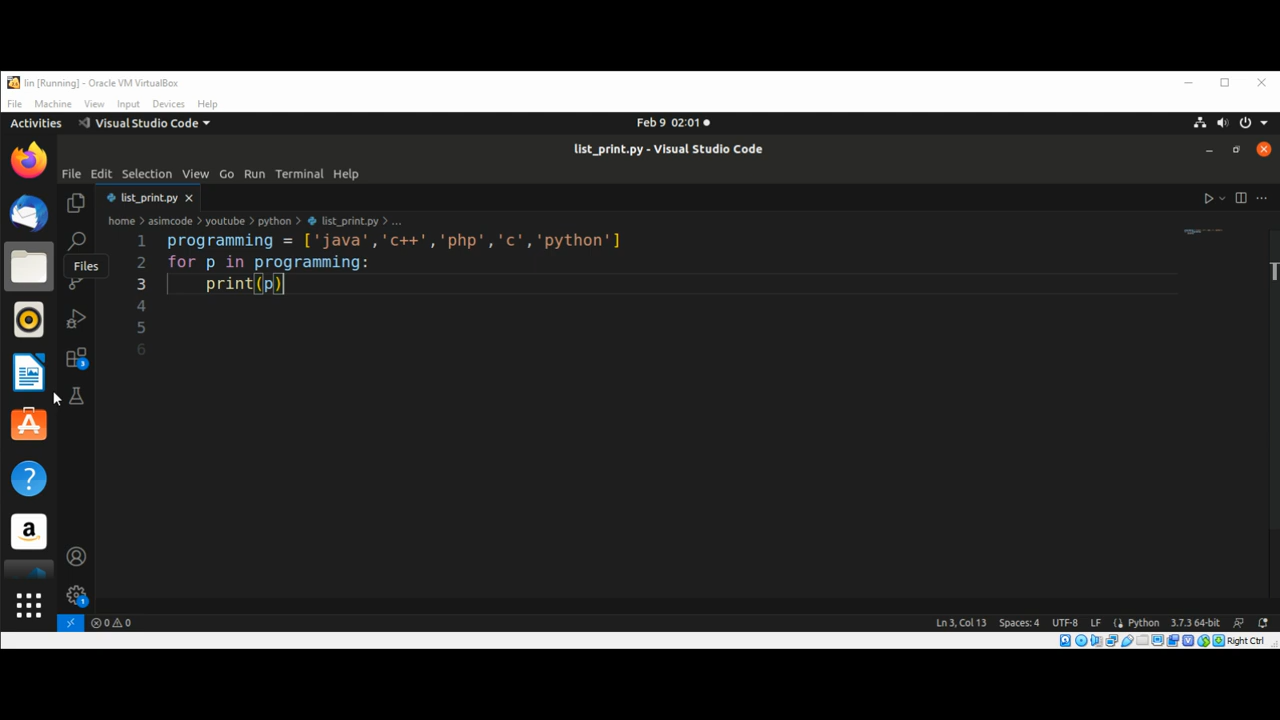 lin [Running] - Oracle VM VirtualBox
File Machine View Input Devices Help
Activities Visual Studio Code Feb 9 02:01
list_print.py - Visual Studio Code
File Edit Selection View Go Run Terminal Help
list_print.py
home > asimcode > youtube > python > list_print.py > ...
1 programming = ['java','c++','php','c','python']
2 for p in programming:
Files
3     print(p)
4
5
6
3
1
0 0 Ln 3, Col 13 Spaces: 4 UTF-8 LF Python 3.7.3 64-bit
Right Ctrl